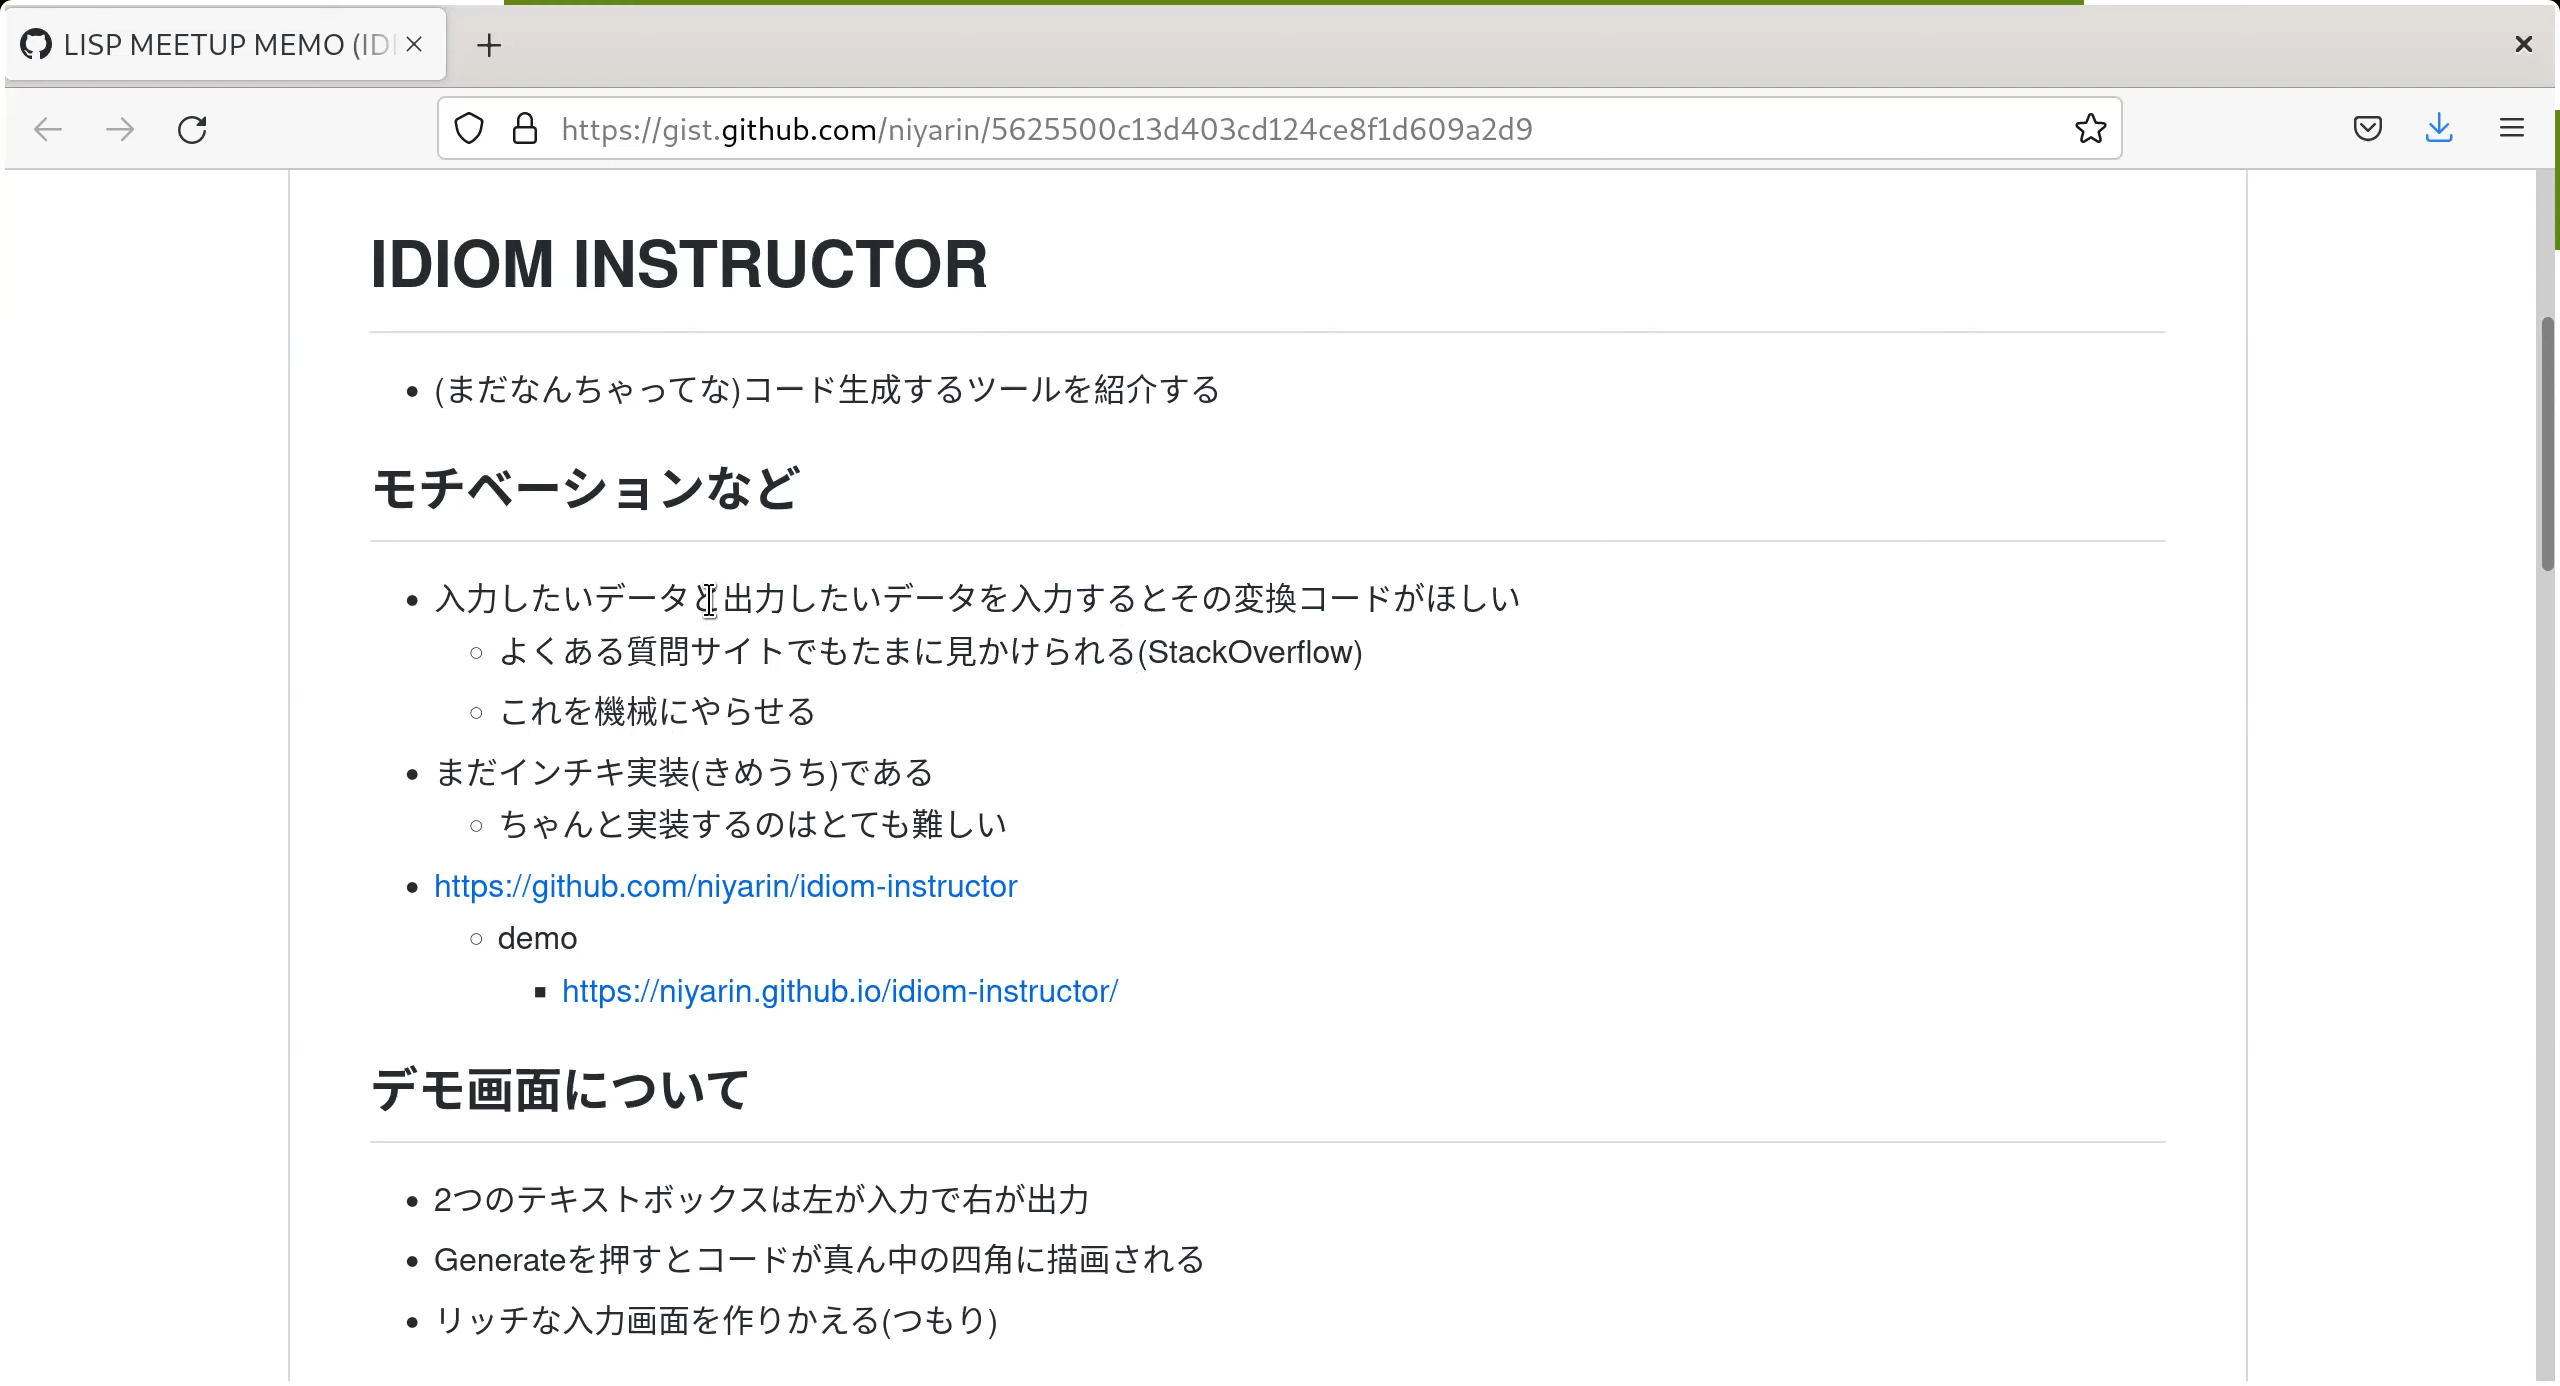 LISP MEETUP MEMO (ID
https://gist.github.com/niyarin/5625500c13d403cd124ce8f1d609a2d9
IDIOM INSTRUCTOR
(まだなんちゃってな)コード生成するツールを紹介する
モチベーションなど
入力したいデータと出力したいデータを入力するとその変換コードがほしい
よくある質問サイトでもたまに見かけられる(StackOverflow)
これを機械にやらせる
まだインチキ実装(きめうち)である
ちゃんと実装するのはとても難しい
https://github.com/niyarin/idiom-instructor
demo
https://niyarin.github.io/idiom-instructor/
デモ画面について
2つのテキストボックスは左が入力で右が出力
Generateを押すとコードが真ん中の四角に描画される
リッチな入力画面を作りかえる(つもり)